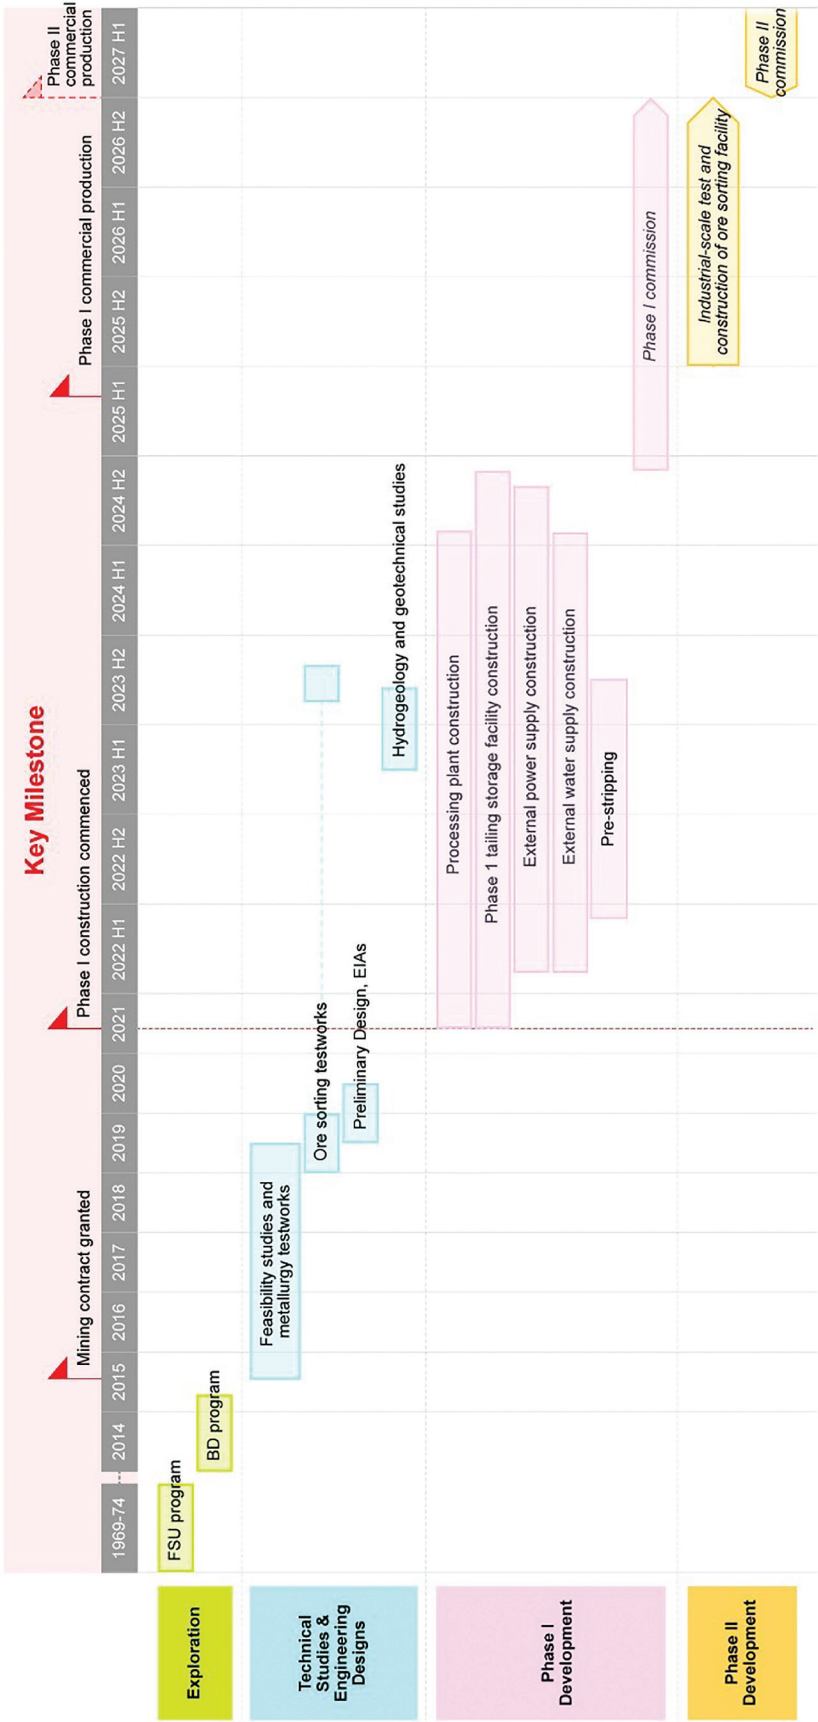 Key Milestone
Mining contract granted
Phase I construction commenced
Phase I commercial production
Phase II
commercial
production
1969-74
2014
2015
2016
2017
2018
2019
2020
2021
2022 H1
2022 H2
2023 H1
2023 H2
2024 H1
2024 H2
2025 H1
2025 H2
2026 H1
2026 H2
2027 H1
Exploration
FSU program
BD program
Technical
Studies &
Engineering
Designs
Feasibility studies and
metallurgy testworks
Ore sorting testworks
Preliminary Design, EIAs
Hydrogeology and geotechnical studies
Phase I
Development
Processing plant construction
Phase 1 tailing storage facility construction
External power supply construction
External water supply construction
Pre-stripping
Phase I commission
Phase II
Development
Industrial-scale test and
construction of ore sorting facility
Phase II
commission